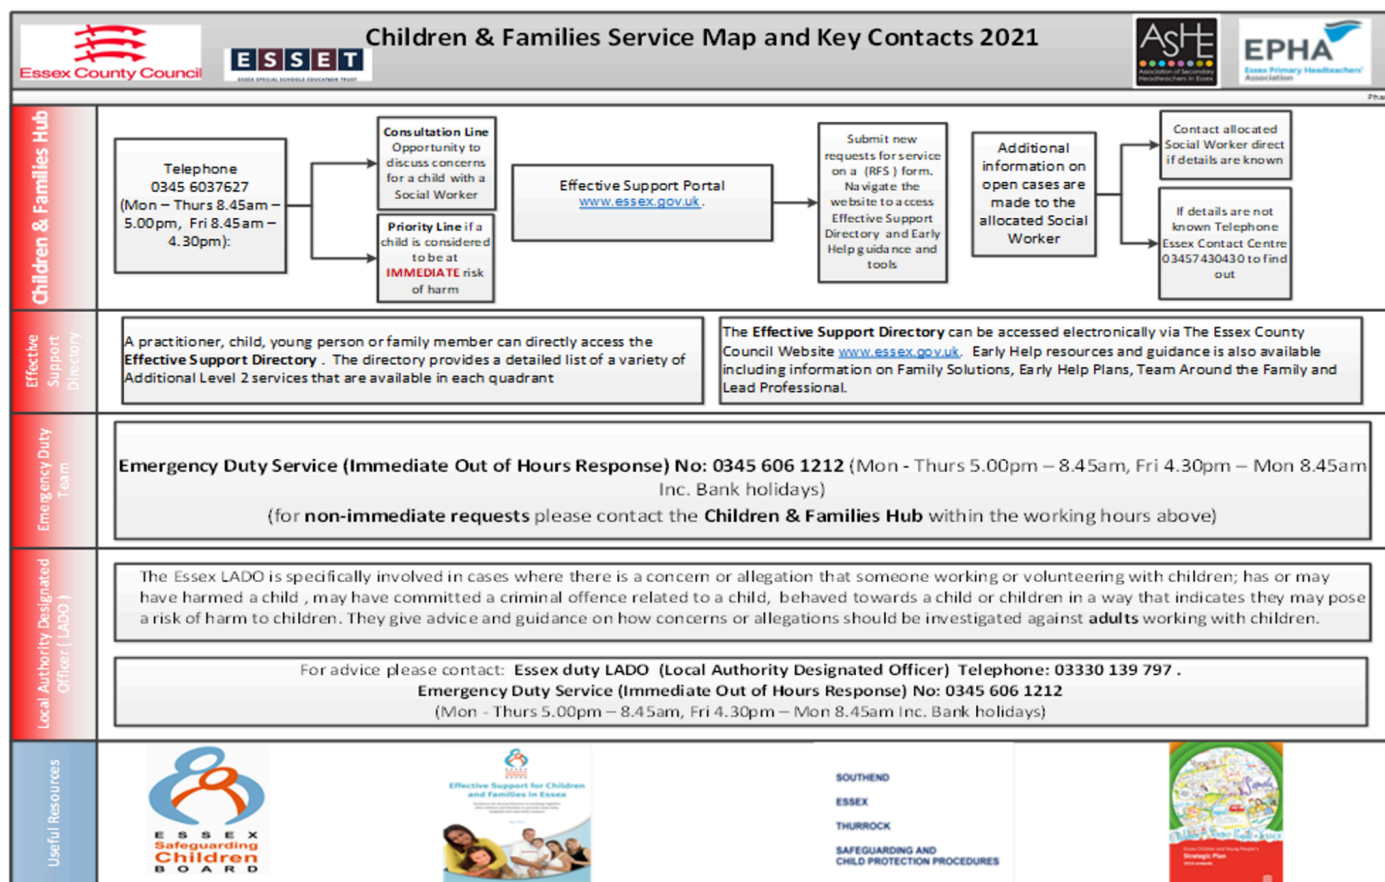 Essex County Council
ESSET
ESSEX SPECIAL SCHOOLS EDUCATION TRUST
Children & Families Service Map and Key Contacts 2021
ASHE
Association of Secondary
Headteachers in Essex
EPHA
Essex Primary Headteachers'
Association
Children & Families Hub
Telephone
0345 6037627
(Mon – Thurs 8.45am –
5.00pm, Fri 8.45am –
4.30pm):
Consultation Line
Opportunity to
discuss concerns
for a child with a
Social Worker
Priority Line if a
child is considered
to be at
IMMEDIATE risk
of harm
Effective Support Portal
www.essex.gov.uk.
Submit new
requests for service
on a (RFS ) form.
Navigate the
website to access
Effective Support
Directory and Early
Help guidance and
tools
Additional
information on
open cases are
made to the
allocated Social
Worker
Contact allocated
Social Worker direct
if details are known
If details are not
known Telephone
Essex Contact Centre
03457430430 to find
out
Effective
Support
Directory
A practitioner, child, young person or family member can directly access the
Effective Support Directory . The directory provides a detailed list of a variety of
Additional Level 2 services that are available in each quadrant
The Effective Support Directory can be accessed electronically via The Essex County
Council Website www.essex.gov.uk. Early Help resources and guidance is also available
including information on Family Solutions, Early Help Plans, Team Around the Family and
Lead Professional.
Emergency Duty
Team
Emergency Duty Service (Immediate Out of Hours Response) No: 0345 606 1212 (Mon - Thurs 5.00pm – 8.45am, Fri 4.30pm – Mon 8.45am
Inc. Bank holidays)
(for non-immediate requests please contact the Children & Families Hub within the working hours above)
Local Authority Designated
Officer ( LADO )
The Essex LADO is specifically involved in cases where there is a concern or allegation that someone working or volunteering with children; has or may
have harmed a child , may have committed a criminal offence related to a child, behaved towards a child or children in a way that indicates they may pose
a risk of harm to children. They give advice and guidance on how concerns or allegations should be investigated against adults working with children.
For advice please contact: Essex duty LADO (Local Authority Designated Officer) Telephone: 03330 139 797 .
Emergency Duty Service (Immediate Out of Hours Response) No: 0345 606 1212
(Mon - Thurs 5.00pm – 8.45am, Fri 4.30pm – Mon 8.45am Inc. Bank holidays)
Useful Resources
ESSEX
Safeguarding
Children
BOARD
Effective Support for Children
and Families in Essex
SOUTHEND
ESSEX
THURROCK
SAFEGUARDING AND
CHILD PROTECTION PROCEDURES
Essex Children and Young People's
Strategic Plan